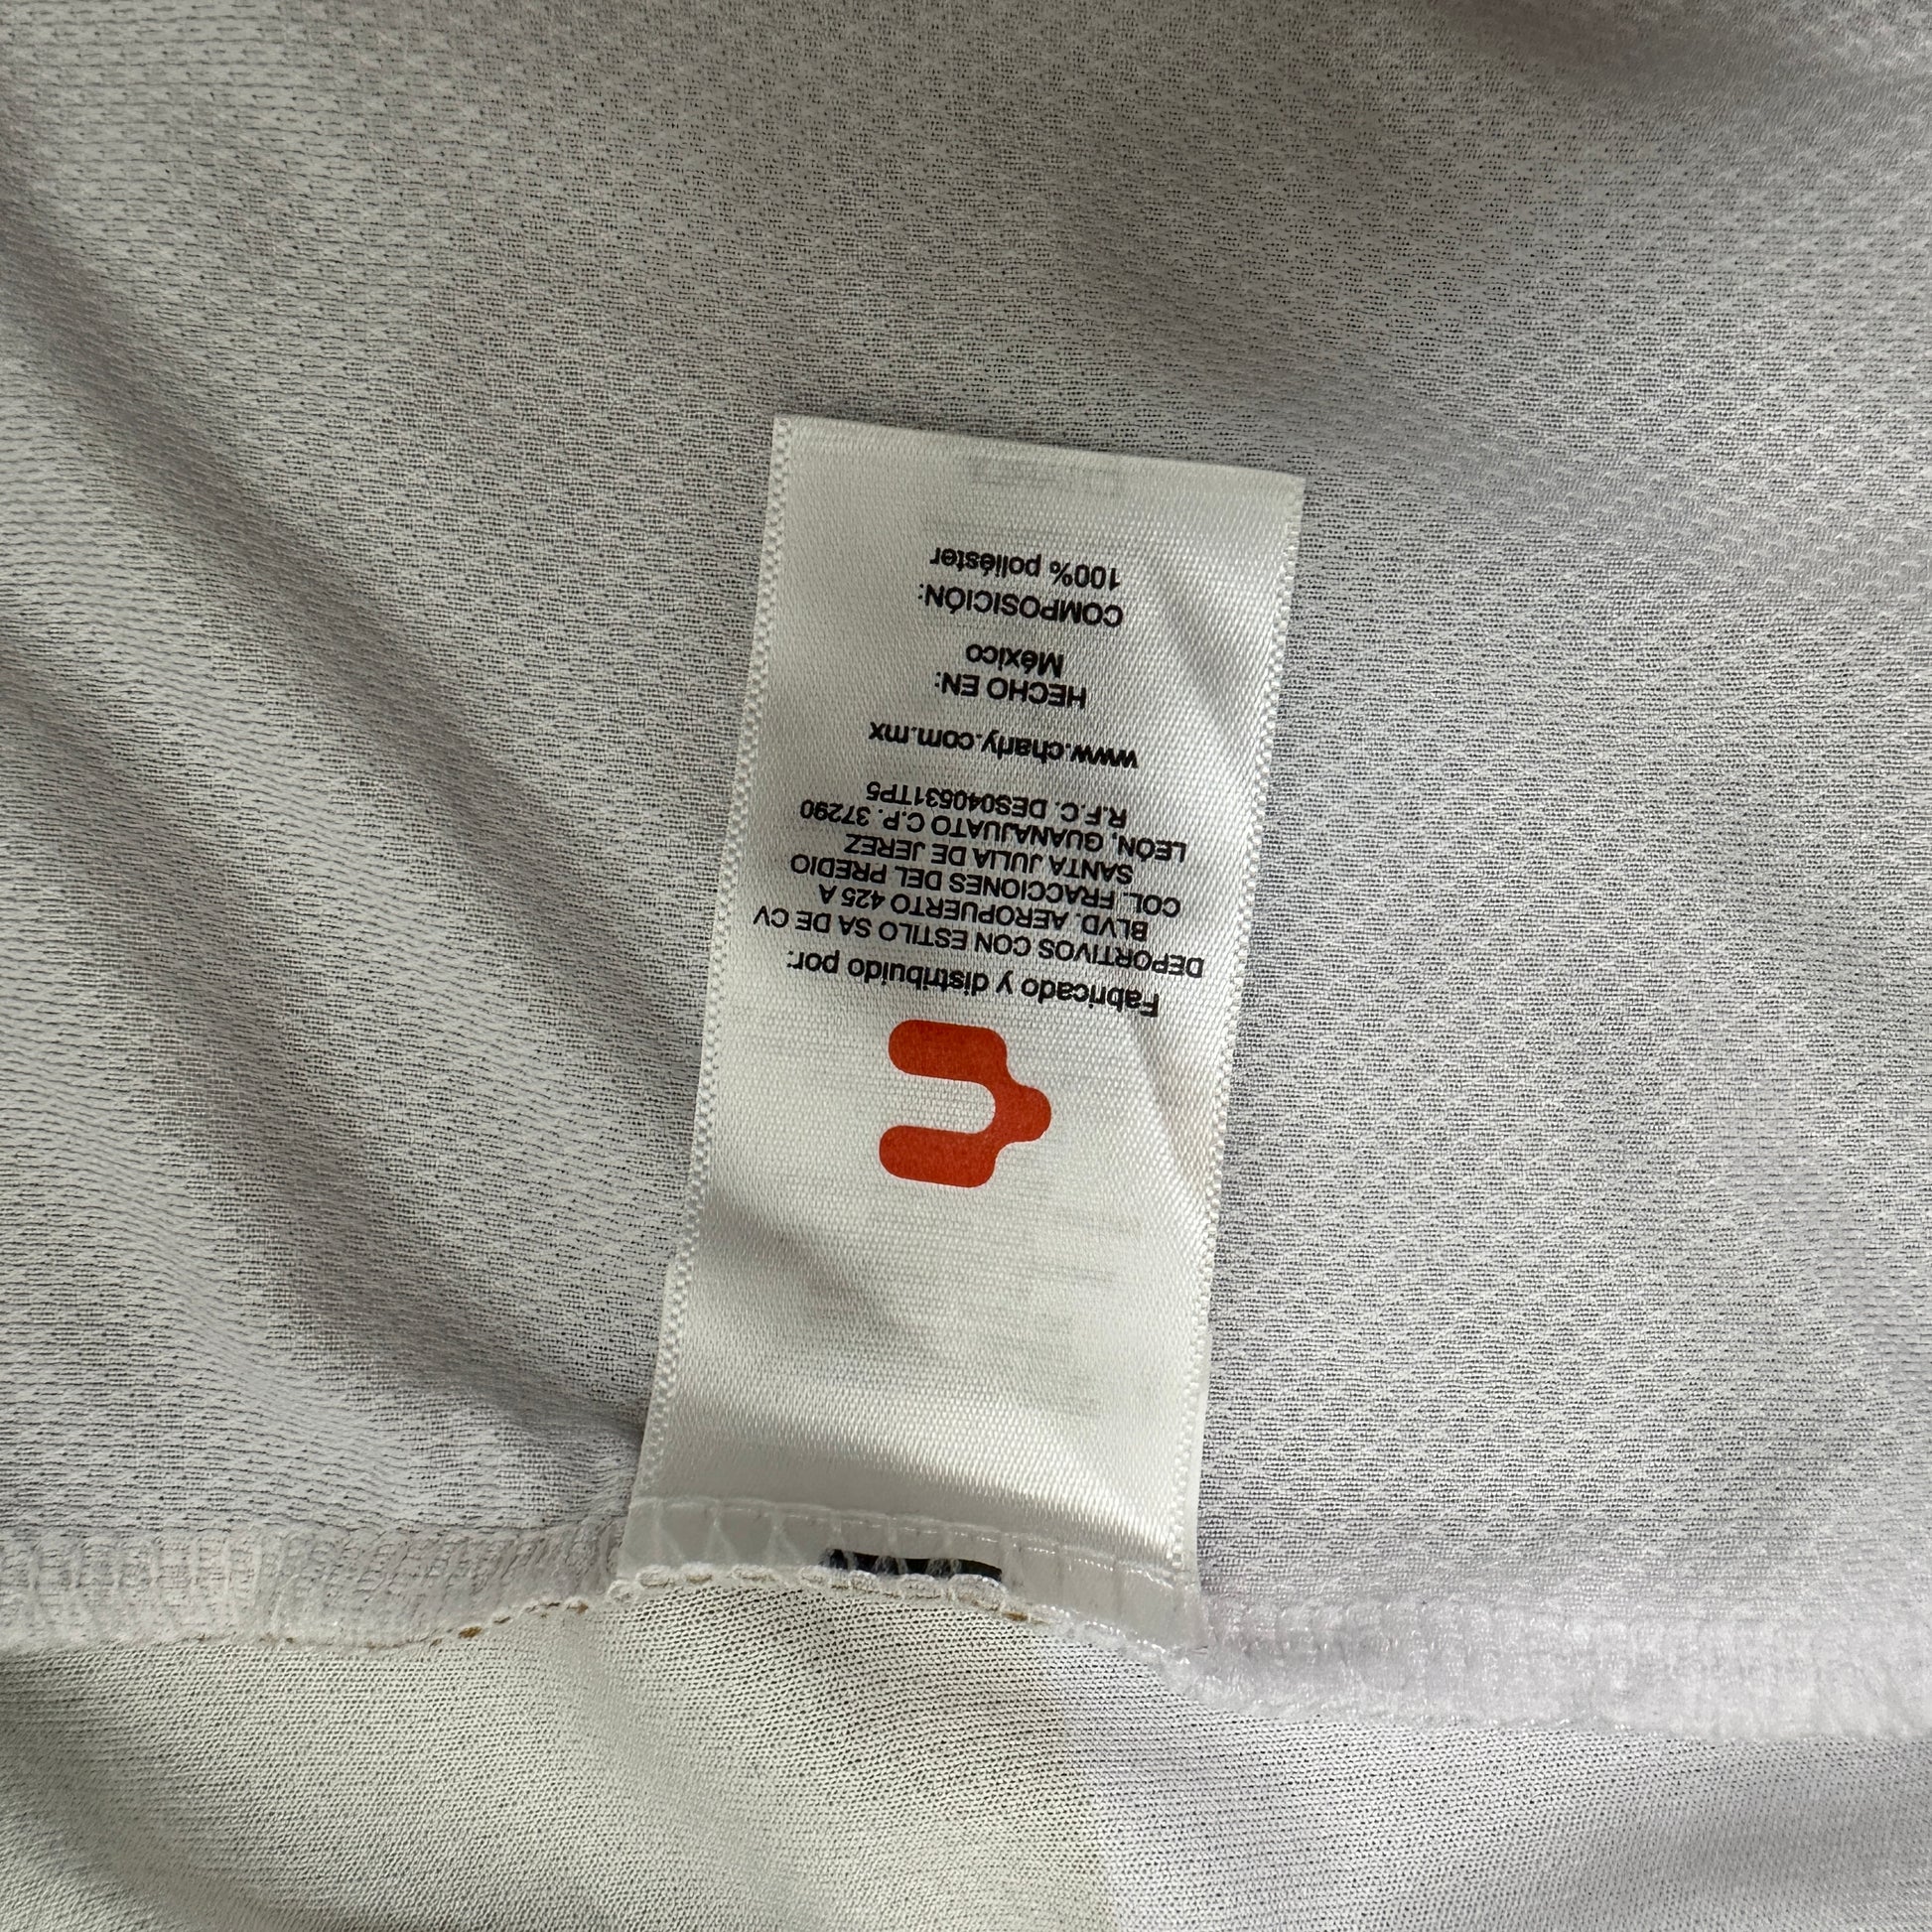 Fabricado y distribuido por:
DEPORTIVOS CON ESTILO SA DE CV
BLVD. AEROPUERTO 425 A
COL. FRACCIONES DEL PREDIO
SANTA JULIA DE JEREZ
LEÓN, GUANAJUATO C.P. 37290
R.F.C. DES040531TP5
www.charly.com.mx
HECHO EN:
México
COMPOSICIÓN:
100% poliéster